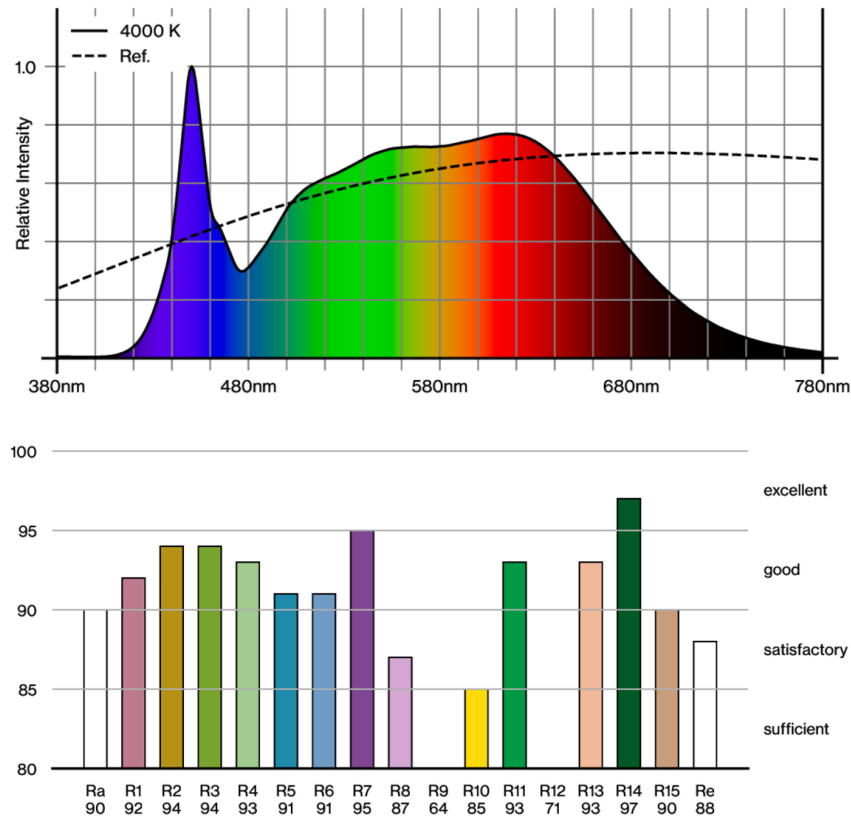 4000 K
Ref.
1.0
Relative Intensity
380nm 480nm 580nm 680nm 780nm
100
excellent
95
good
90
satisfactory
85
sufficient
80
Ra R1 R2 R3 R4 R5 R6 R7 R8 R9 R10 R11 R12 R13 R14 R15 Re
90 92 94 94 93 91 91 95 87 64 85 93 71 93 97 90 88